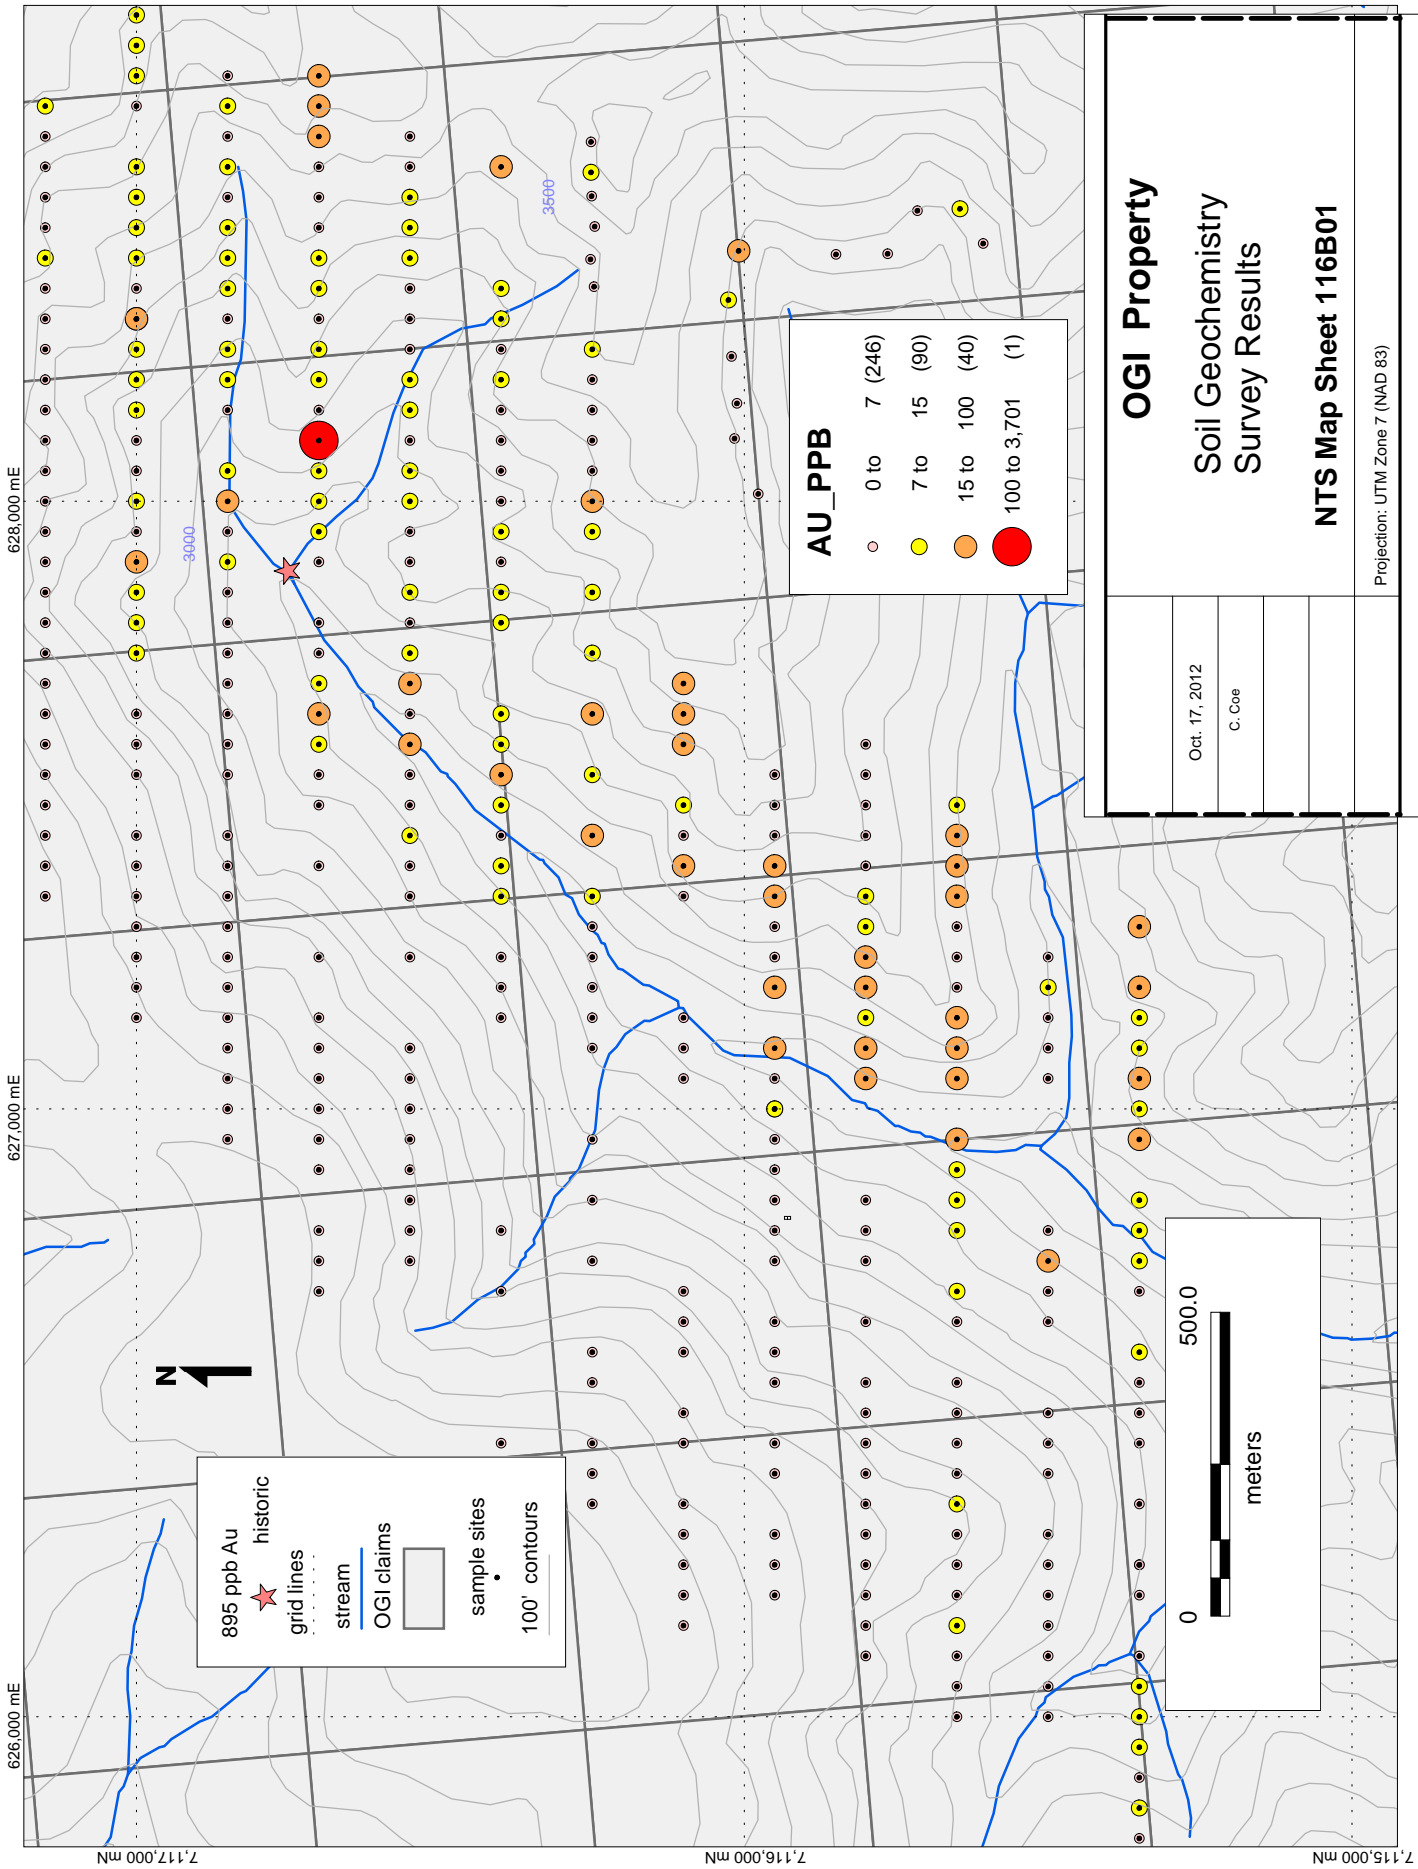 626,000 mE
627,000 mE
628,000 mE
7,117,000 mN
7,116,000 mN
7,115,000 mN
3000
3500
N
895 ppb Au
historic
grid lines
stream
OGI claims
sample sites
100' contours
AU_PPB
0 to 7 (246)
7 to 15 (90)
15 to 100 (40)
100 to 3,701 (1)
0 500.0
meters
OGI Property
Soil Geochemistry
Survey Results
NTS Map Sheet 116B01
Oct. 17, 2012
C. Coe
Projection: UTM Zone 7 (NAD 83)